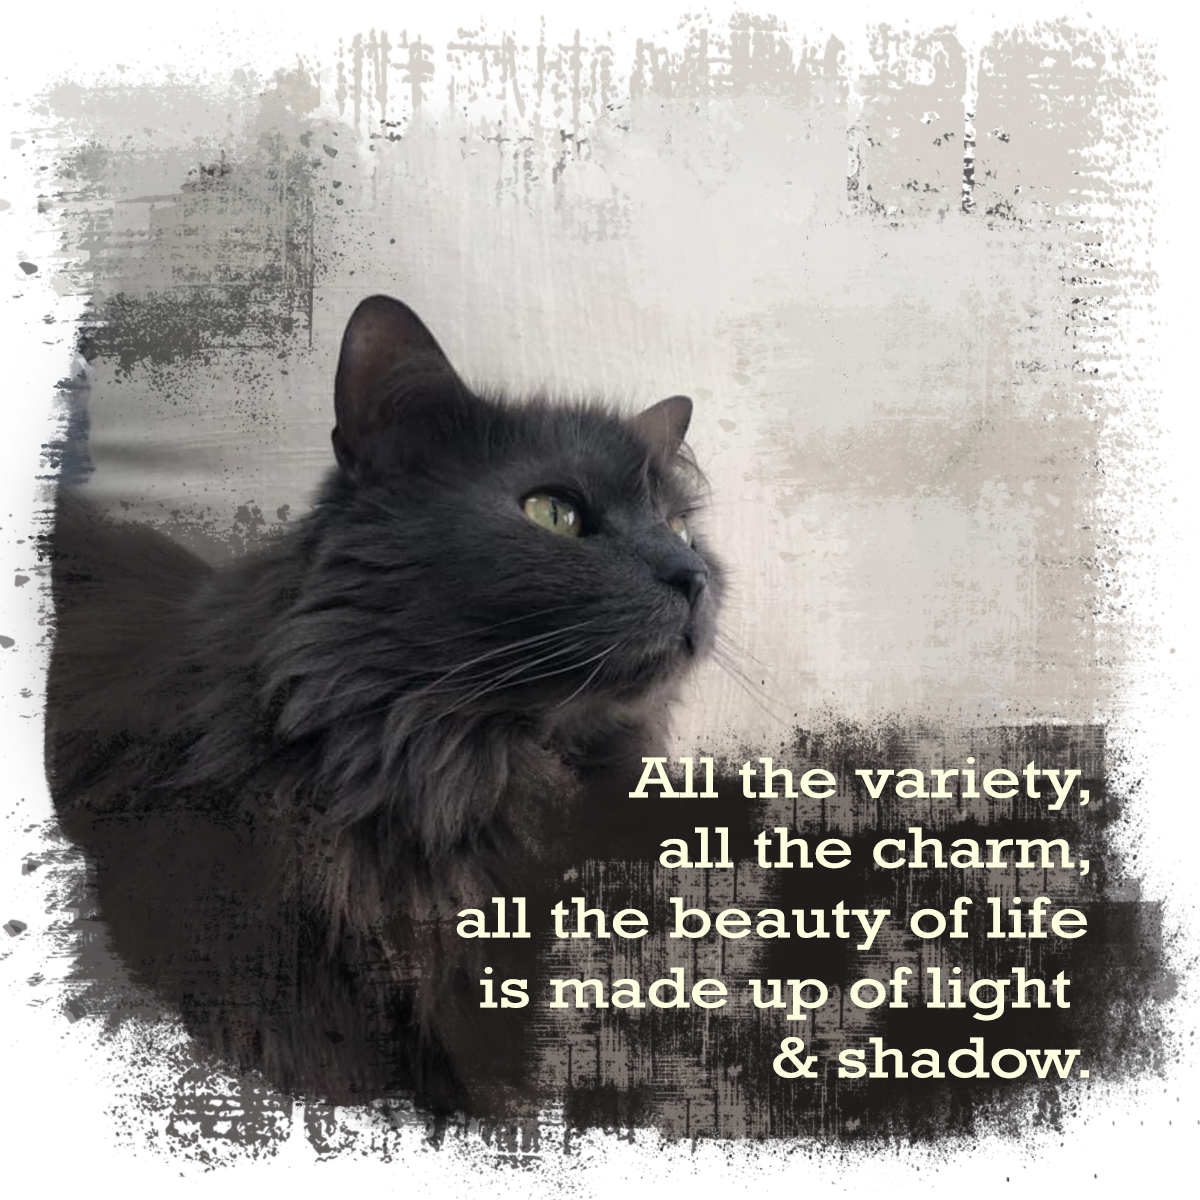 All the variety,
all the charm,
all the beauty of life
is made up of light
& shadow.